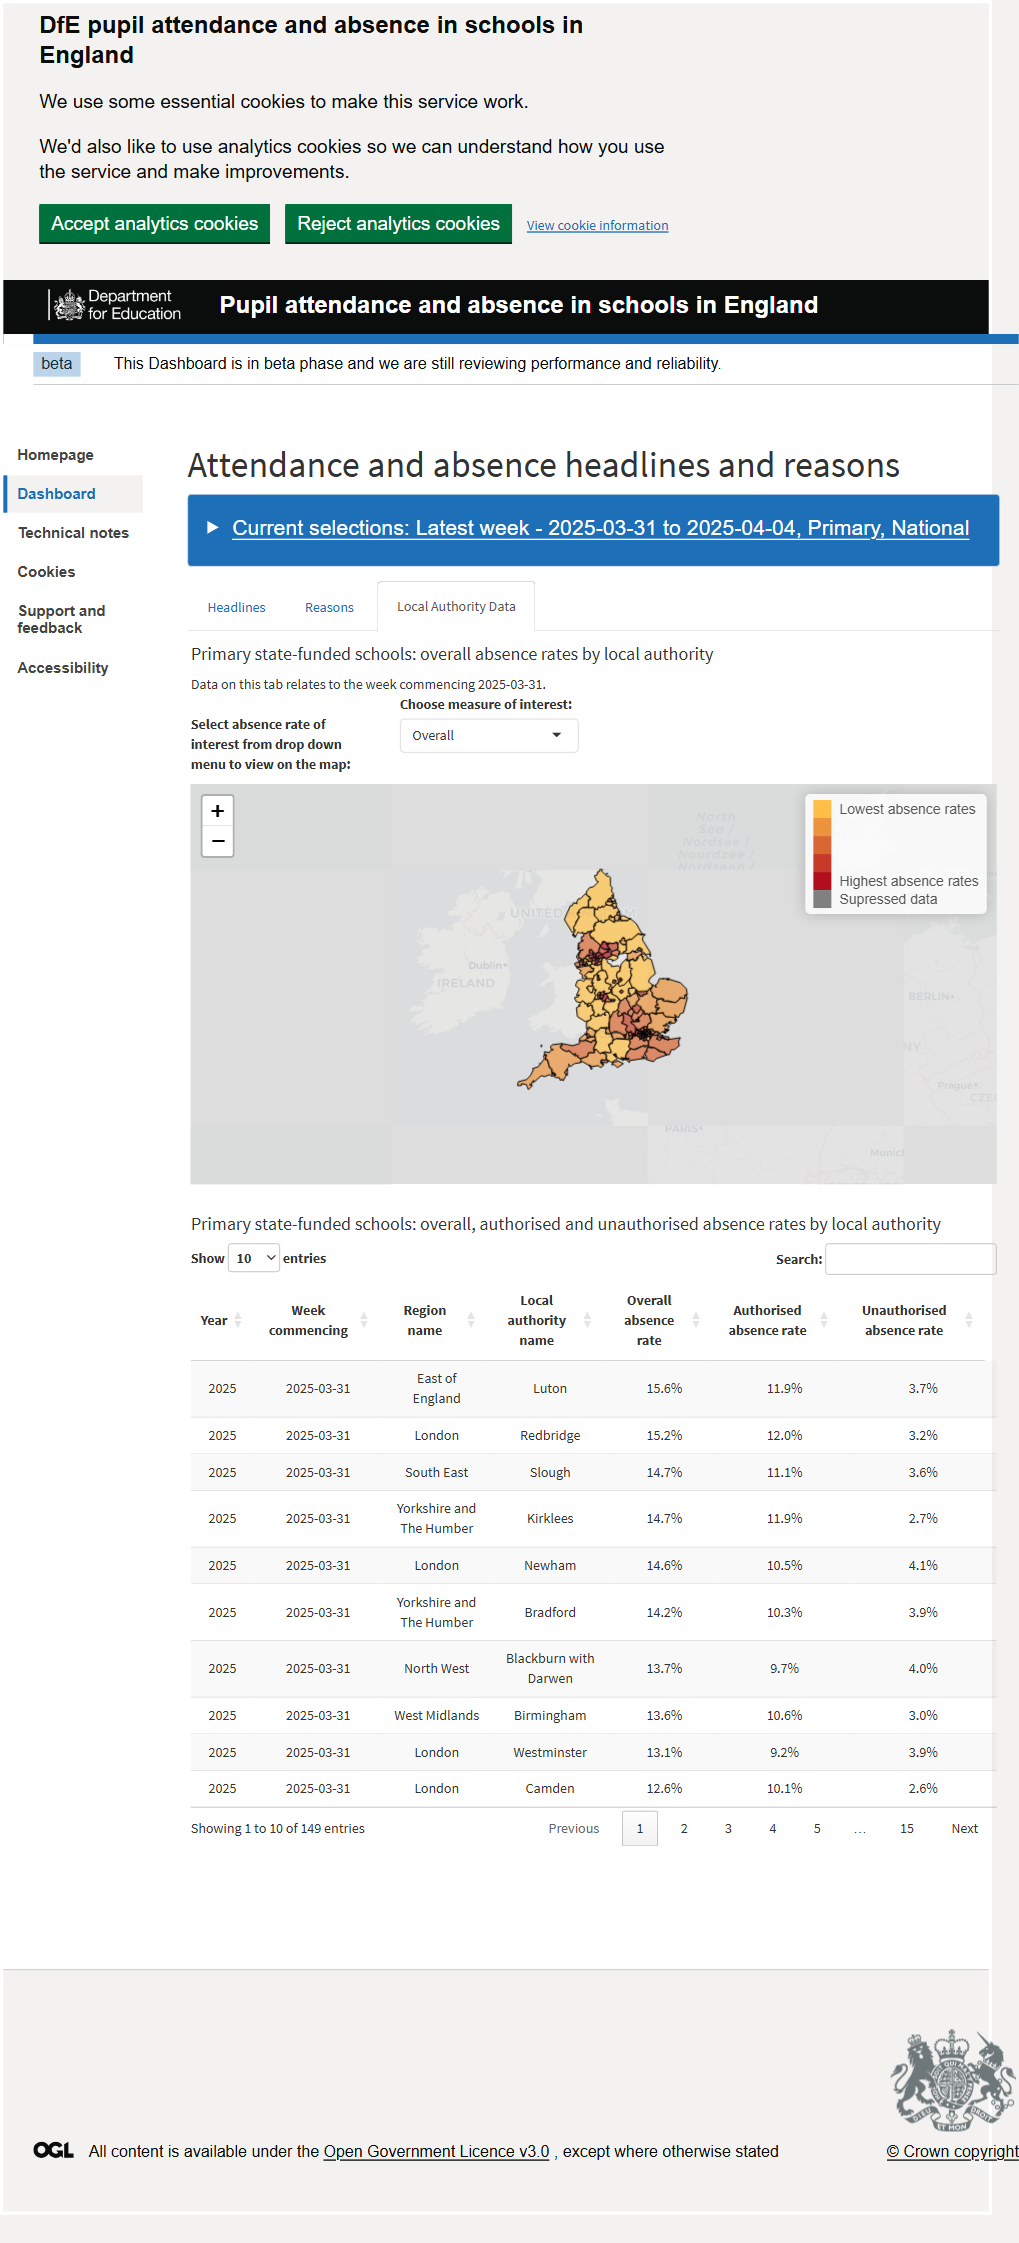 DfE pupil attendance and absence in schools in
England
We use some essential cookies to make this service work.
We'd also like to use analytics cookies so we can understand how you use
the service and make improvements.
Accept analytics cookies
Reject analytics cookies
View cookie information
Department
for Education
Pupil attendance and absence in schools in England
beta
This Dashboard is in beta phase and we are still reviewing performance and reliability.
Homepage
Dashboard
Technical notes
Cookies
Support and
feedback
Accessibility
Attendance and absence headlines and reasons
Current selections: Latest week - 2025-03-31 to 2025-04-04, Primary, National
Headlines
Reasons
Local Authority Data
Primary state-funded schools: overall absence rates by local authority
Data on this tab relates to the week commencing 2025-03-31.
Select absence rate of
interest from drop down
menu to view on the map:
Choose measure of interest:
Overall
+
−
North
Sea /
Nordsee /
Noordzee /
Nordsøen /
UNITED
M
Dublin
IRELAND
BERLIN
NY
Prague
CZE
PARIS
Munich
Lowest absence rates
Highest absence rates
Supressed data
Primary state-funded schools: overall, authorised and unauthorised absence rates by local authority
Show 10 entries
Search:
Year Week commencing Region name Local authority name Overall absence rate Authorised absence rate Unauthorised absence rate
2025 2025-03-31 East of England Luton 15.6% 11.9% 3.7%
2025 2025-03-31 London Redbridge 15.2% 12.0% 3.2%
2025 2025-03-31 South East Slough 14.7% 11.1% 3.6%
2025 2025-03-31 Yorkshire and The Humber Kirklees 14.7% 11.9% 2.7%
2025 2025-03-31 London Newham 14.6% 10.5% 4.1%
2025 2025-03-31 Yorkshire and The Humber Bradford 14.2% 10.3% 3.9%
2025 2025-03-31 North West Blackburn with Darwen 13.7% 9.7% 4.0%
2025 2025-03-31 West Midlands Birmingham 13.6% 10.6% 3.0%
2025 2025-03-31 London Westminster 13.1% 9.2% 3.9%
2025 2025-03-31 London Camden 12.6% 10.1% 2.6%
Showing 1 to 10 of 149 entries
Previous 1 2 3 4 5 … 15 Next
OGL All content is available under the Open Government Licence v3.0 , except where otherwise stated
© Crown copyright